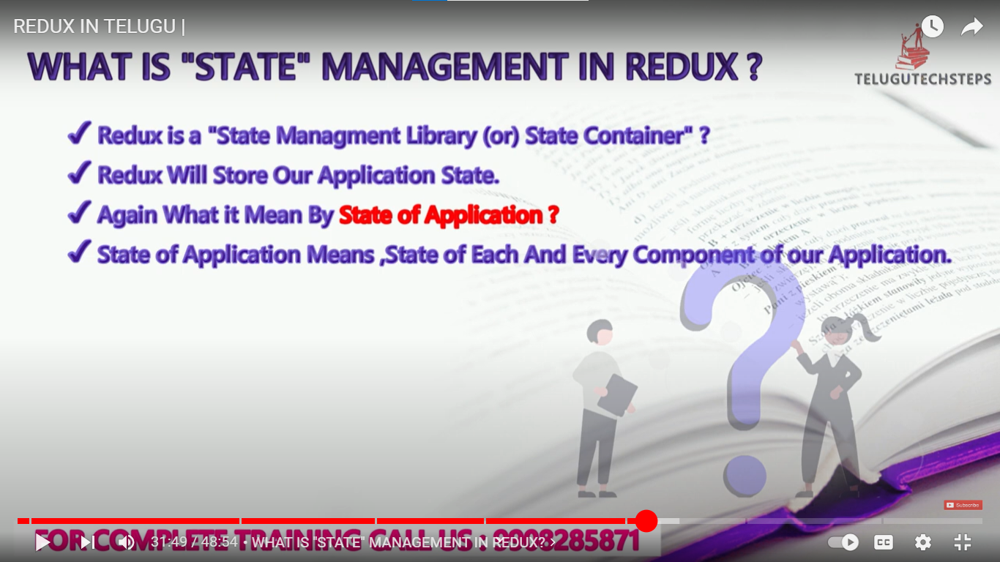 REDUX IN TELUGU |
WHAT IS "STATE" MANAGEMENT IN REDUX ?
TELUGUTECHSTEPS
✔ Redux is a "State Managment Library (or) State Container" ?
✔ Redux Will Store Our Application State.
✔ Again What it Mean By State of Application ?
✔ State of Application Means ,State of Each And Every Component of our Application.
Subscribe
FOR COMPLETE TRAINING CALL US : 9908285871
31:49 / 48:54 • WHAT IS "STATE" MANAGEMENT IN REDUX? >
CC